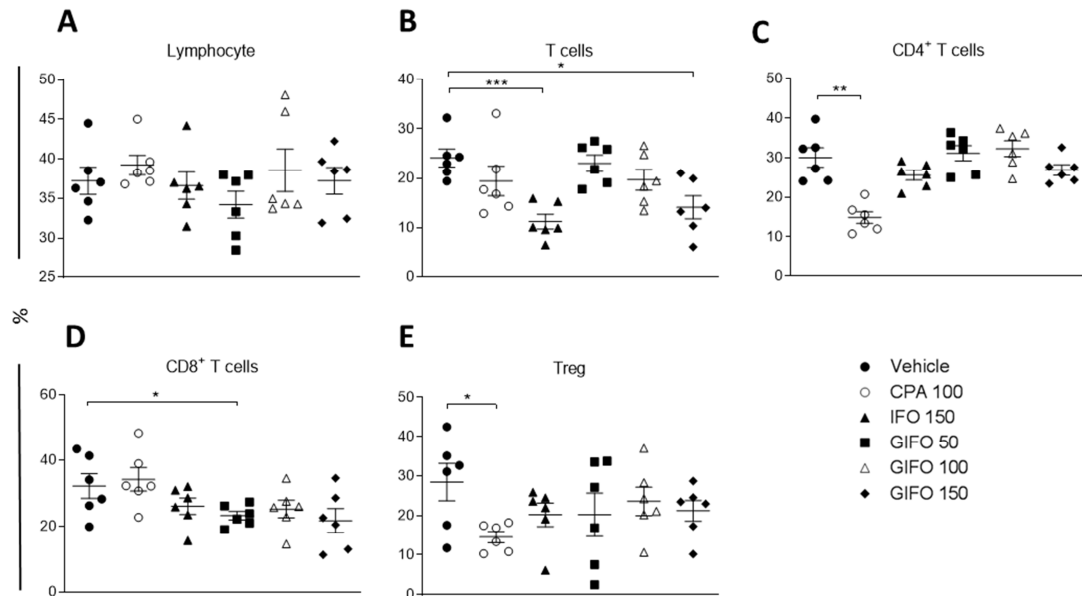 A
Lymphocyte
50
45
40
35
30
25
B
T cells
*
***
40
30
20
10
0
C
CD4⁺ T cells
**
50
40
30
20
10
0
%
D
CD8⁺ T cells
*
60
40
20
0
E
Treg
*
50
40
30
20
10
0
Vehicle
CPA 100
IFO 150
GIFO 50
GIFO 100
GIFO 150